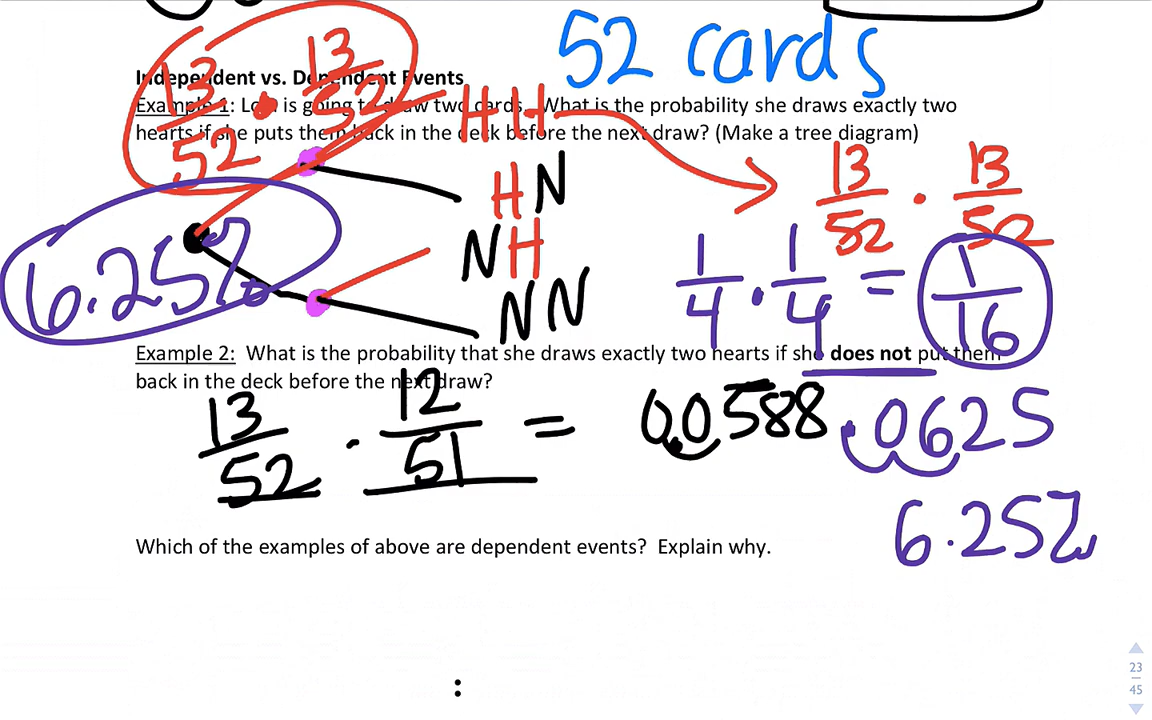 52 cards
Independent vs. Dependent Events
13/52 · 13/52
Example 1: Lola is going to draw two cards. What is the probability she draws exactly two
hearts if she puts them back in the deck before the next draw? (Make a tree diagram)
HH
13/52 · 13/52
HN
NH
NN
6.25%
1/4 · 1/4 = 1/16
Example 2: What is the probability that she draws exactly two hearts if she does not put them
back in the deck before the next draw?
13/52 · 12/51 = 0.0588
.0625
6.25%
Which of the examples of above are dependent events? Explain why.
:
23
45